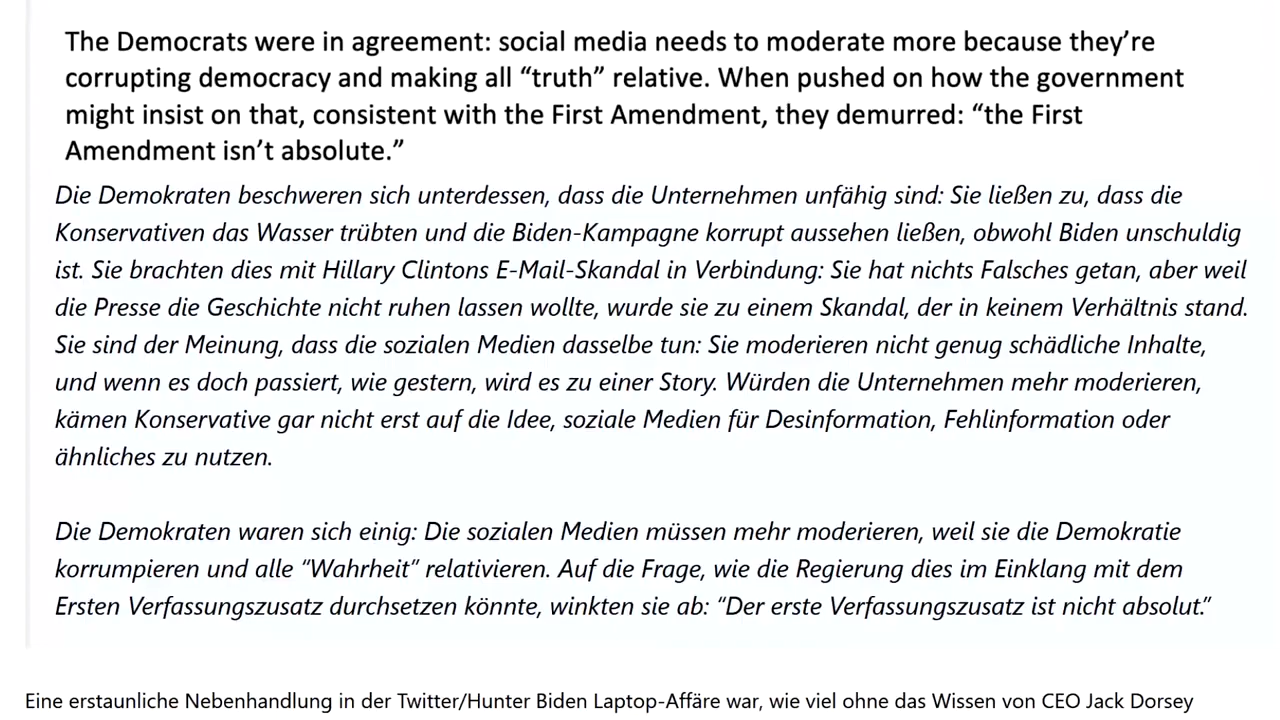 The Democrats were in agreement: social media needs to moderate more because they’re
corrupting democracy and making all “truth” relative. When pushed on how the government
might insist on that, consistent with the First Amendment, they demurred: “the First
Amendment isn’t absolute.”
Die Demokraten beschweren sich unterdessen, dass die Unternehmen unfähig sind: Sie ließen zu, dass die
Konservativen das Wasser trübten und die Biden-Kampagne korrupt aussehen ließen, obwohl Biden unschuldig
ist. Sie brachten dies mit Hillary Clintons E-Mail-Skandal in Verbindung: Sie hat nichts Falsches getan, aber weil
die Presse die Geschichte nicht ruhen lassen wollte, wurde sie zu einem Skandal, der in keinem Verhältnis stand.
Sie sind der Meinung, dass die sozialen Medien dasselbe tun: Sie moderieren nicht genug schädliche Inhalte,
und wenn es doch passiert, wie gestern, wird es zu einer Story. Würden die Unternehmen mehr moderieren,
kämen Konservative gar nicht erst auf die Idee, soziale Medien für Desinformation, Fehlinformation oder
ähnliches zu nutzen.
Die Demokraten waren sich einig: Die sozialen Medien müssen mehr moderieren, weil sie die Demokratie
korrumpieren und alle “Wahrheit” relativieren. Auf die Frage, wie die Regierung dies im Einklang mit dem
Ersten Verfassungszusatz durchsetzen könnte, winkten sie ab: “Der erste Verfassungszusatz ist nicht absolut.”
Eine erstaunliche Nebenhandlung in der Twitter/Hunter Biden Laptop-Affäre war, wie viel ohne das Wissen von CEO Jack Dorsey